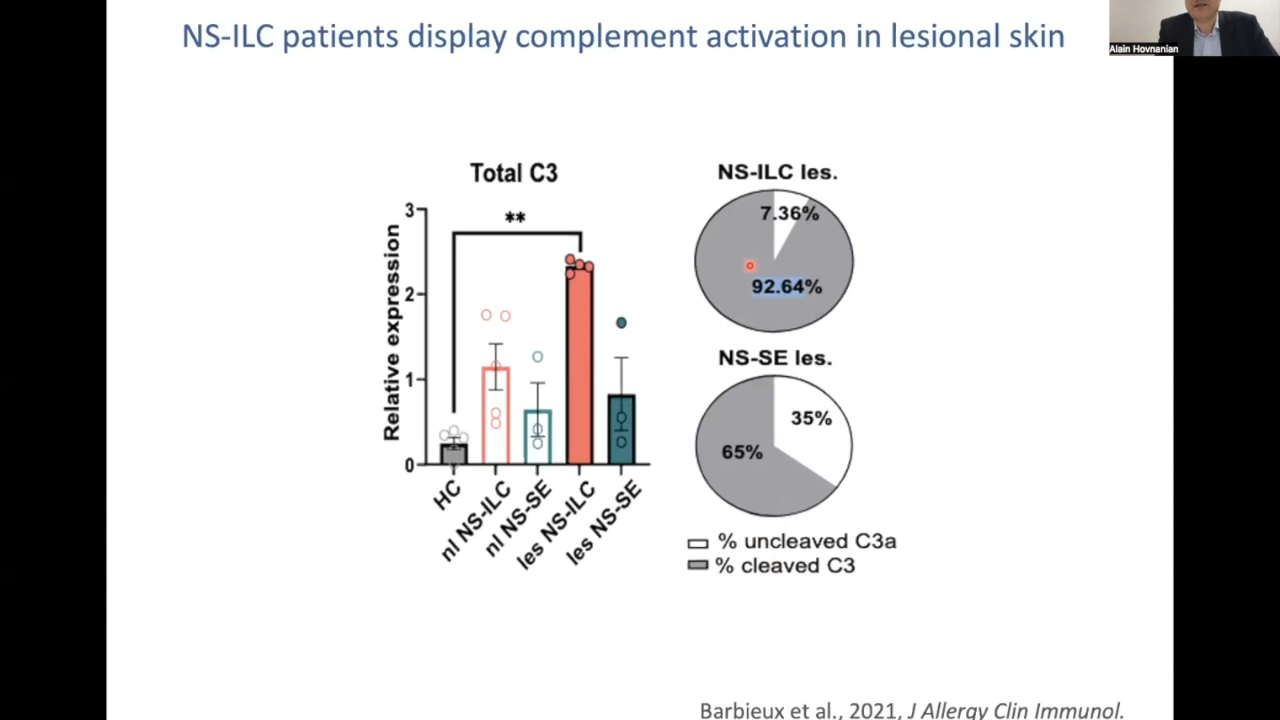 NS-ILC patients display complement activation in lesional skin
Alain Hovnanian
Total C3
**
Relative expression
3
2
1
0
HC
nl NS-ILC
nl NS-SE
les NS-ILC
les NS-SE
NS-ILC les.
7.36%
92.64%
NS-SE les.
35%
65%
% uncleaved C3a
% cleaved C3
Barbieux et al., 2021, J Allergy Clin Immunol.